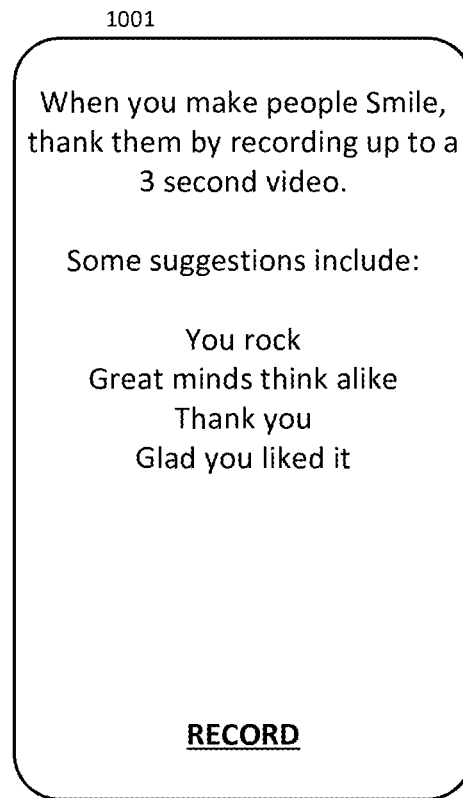 1001
When you make people Smile,
thank them by recording up to a
3 second video.
Some suggestions include:
You rock
Great minds think alike
Thank you
Glad you liked it
RECORD